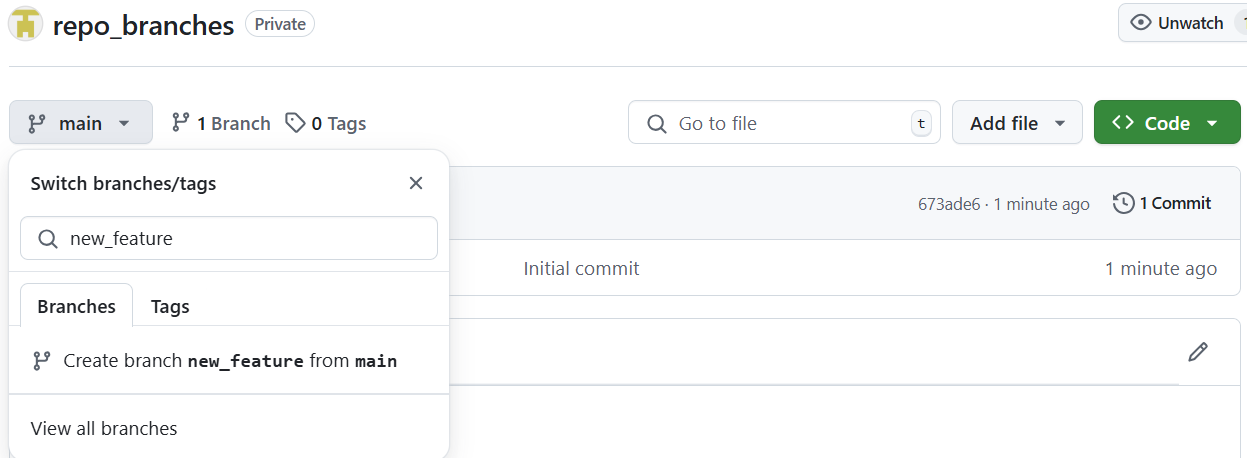 repo_branches Private
Unwatch
main
1 Branch
0 Tags
Go to file
t
Add file
Code
Switch branches/tags
new_feature
Branches
Tags
Create branch new_feature from main
View all branches
673ade6 · 1 minute ago
1 Commit
Initial commit
1 minute ago